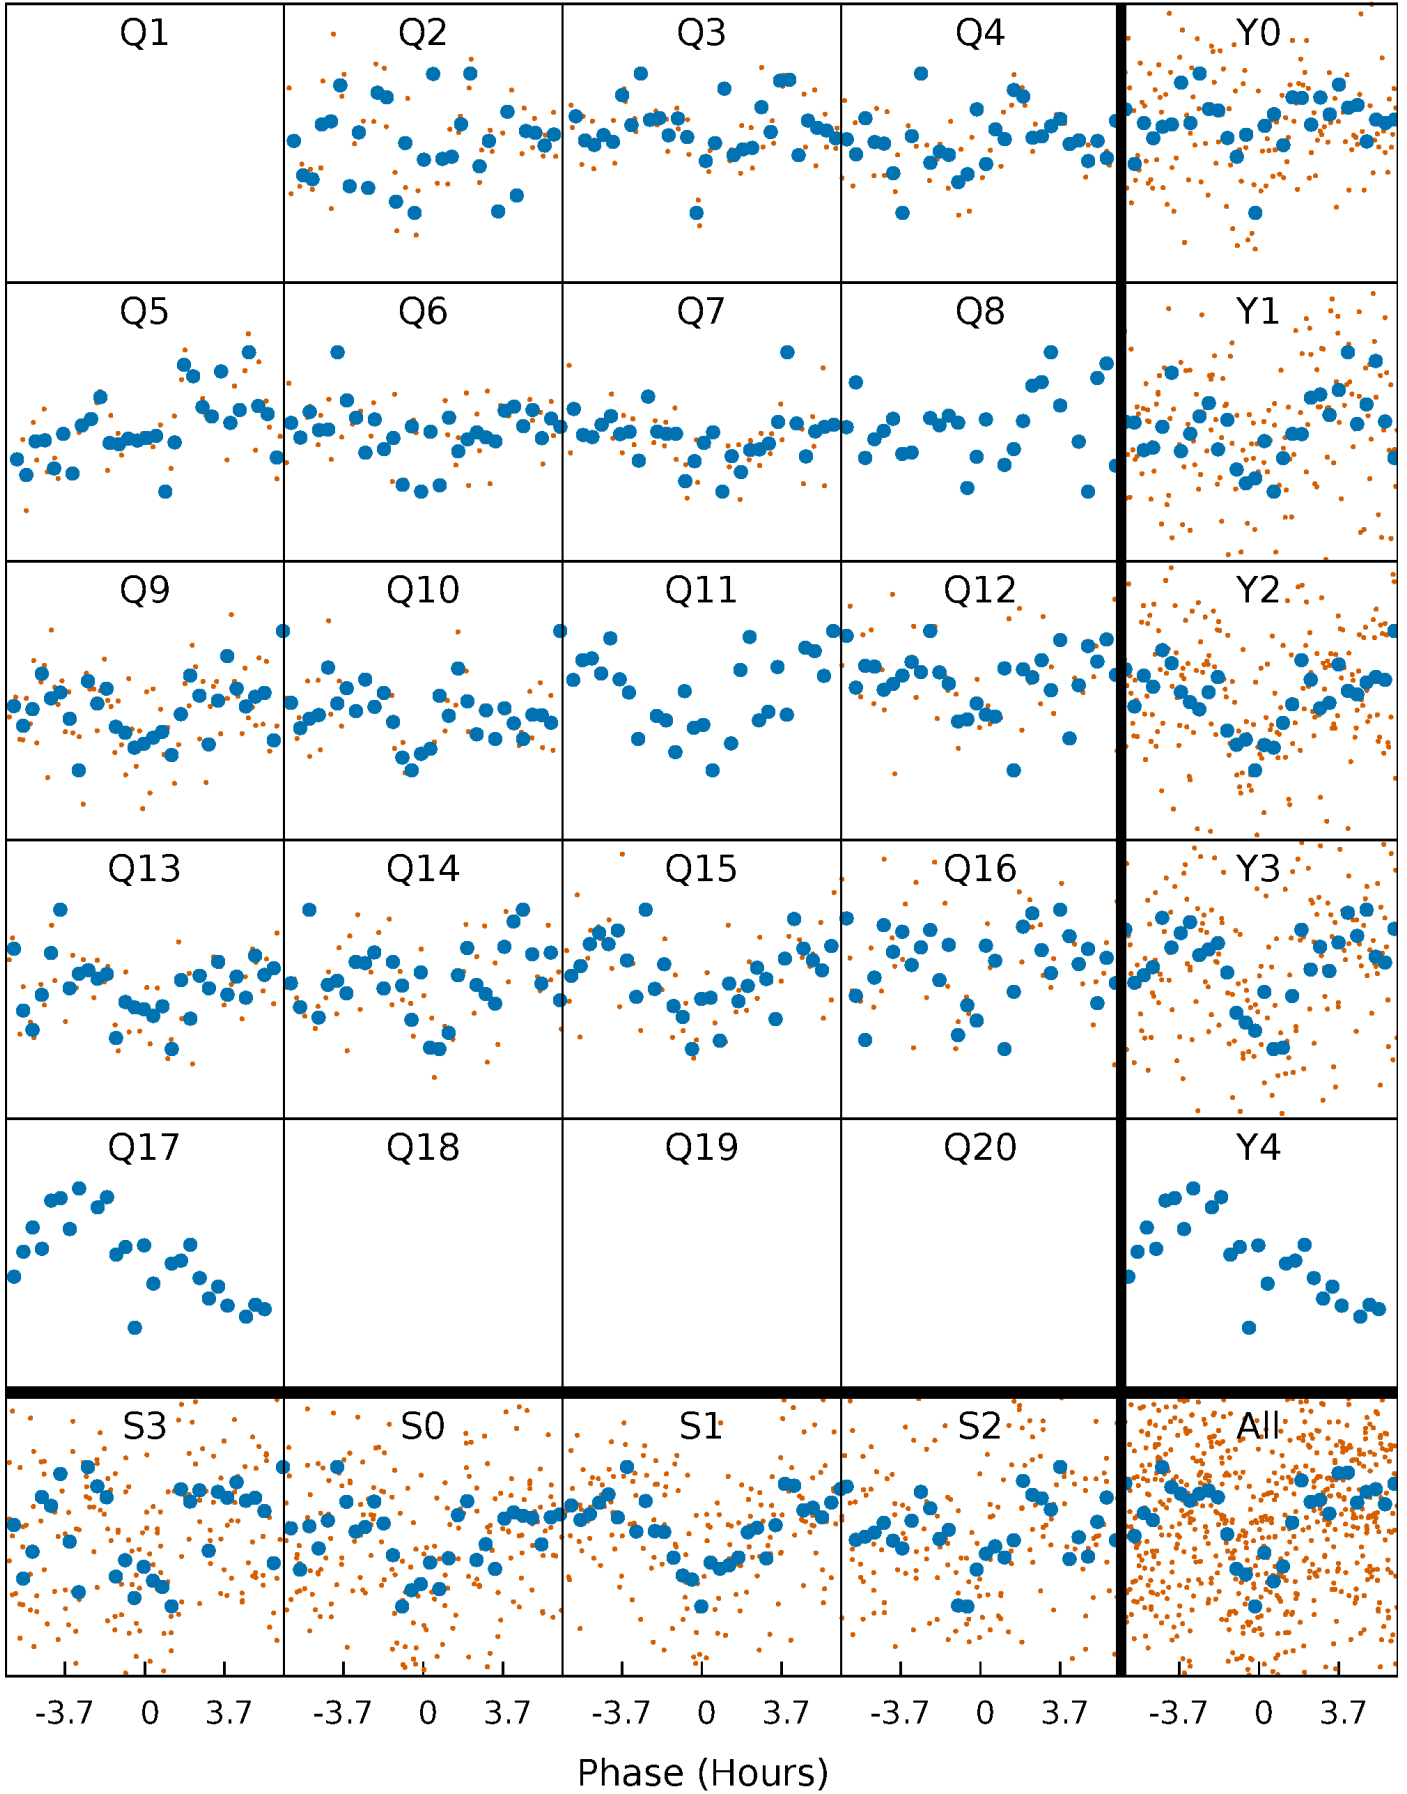 Q1 Q2 Q3 Q4 Y0
Q5 Q6 Q7 Q8 Y1
Q9 Q10 Q11 Q12 Y2
Q13 Q14 Q15 Q16 Y3
Q17 Q18 Q19 Q20 Y4
S3 S0 S1 S2 All
-3.7 0 3.7 -3.7 0 3.7 -3.7 0 3.7 -3.7 0 3.7 -3.7 0 3.7
Phase (Hours)